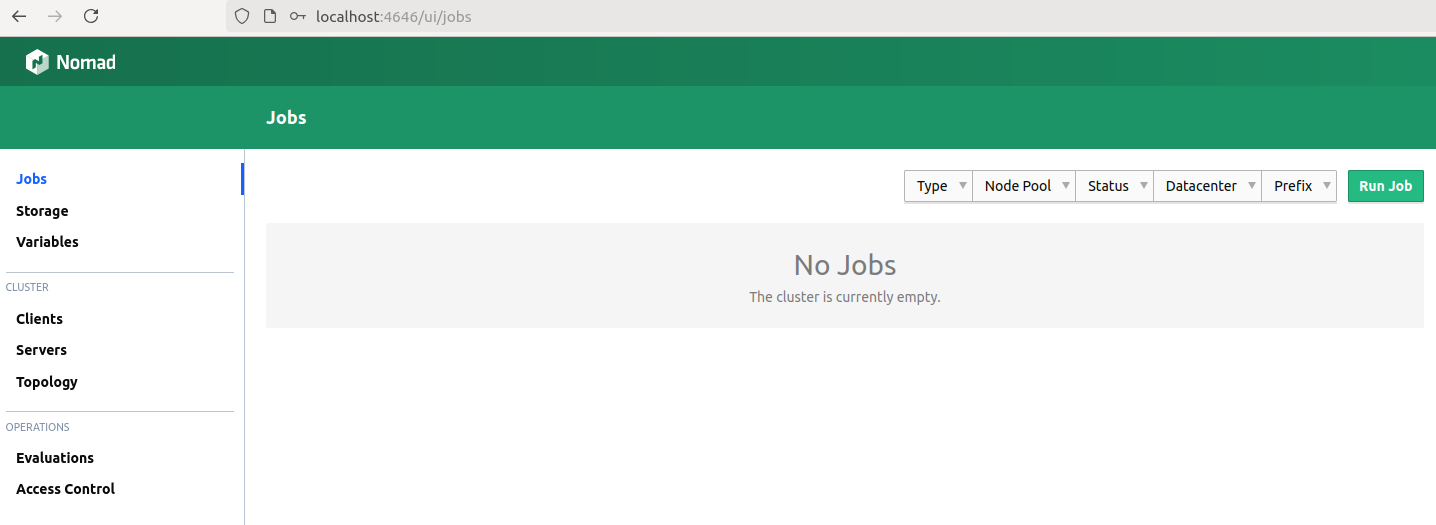 localhost:4646/ui/jobs
Nomad
Jobs
Jobs
Storage
Variables
CLUSTER
Clients
Servers
Topology
OPERATIONS
Evaluations
Access Control
Type Node Pool Status Datacenter Prefix Run Job
No Jobs
The cluster is currently empty.